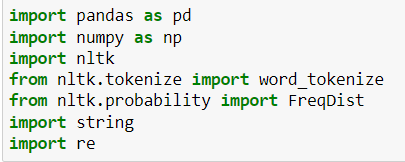 import pandas as pd
import numpy as np
import nltk
from nltk.tokenize import word_tokenize
from nltk.probability import FreqDist
import string
import re